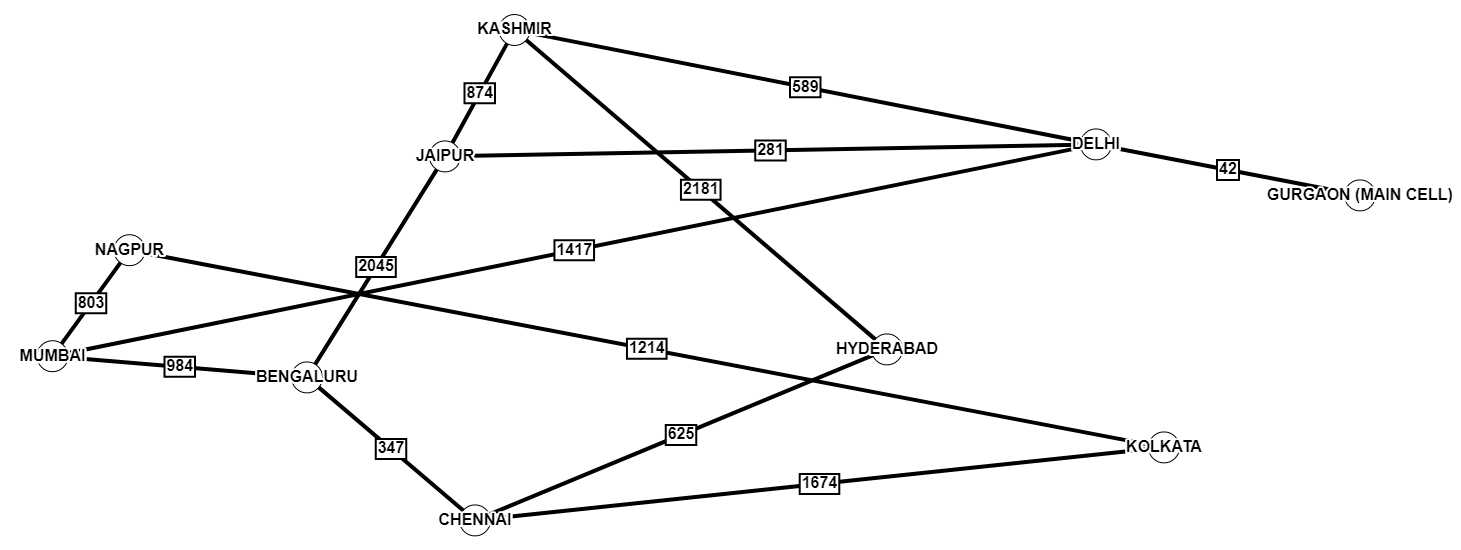 KASHMIR
589
874
DELHI
JAIPUR
281
42
2181
GURGAON (MAIN CELL)
NAGPUR
1417
2045
803
1214
HYDERABAD
MUMBAI
984
BENGALURU
625
KOLKATA
347
1674
CHENNAI